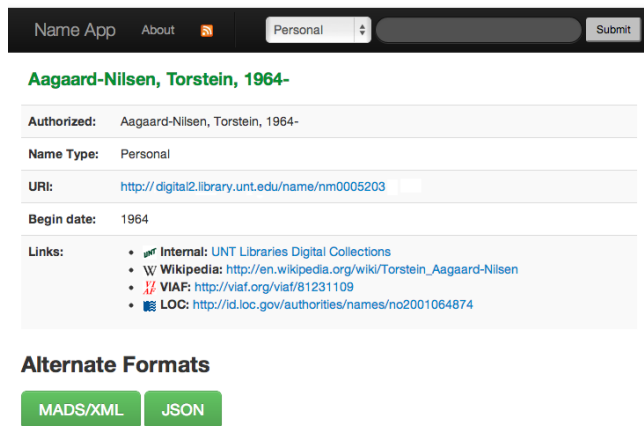 Name App About Personal Submit
Aagaard-Nilsen, Torstein, 1964-
Authorized: Aagaard-Nilsen, Torstein, 1964-
Name Type: Personal
URI: http://digital2.library.unt.edu/name/nm0005203
Begin date: 1964
Links: • UNT Internal: UNT Libraries Digital Collections
• W Wikipedia: http://en.wikipedia.org/wiki/Torstein_Aagaard-Nilsen
• VIAF VIAF: http://viaf.org/viaf/81231109
• LOC: http://id.loc.gov/authorities/names/no2001064874
Alternate Formats
MADS/XML JSON